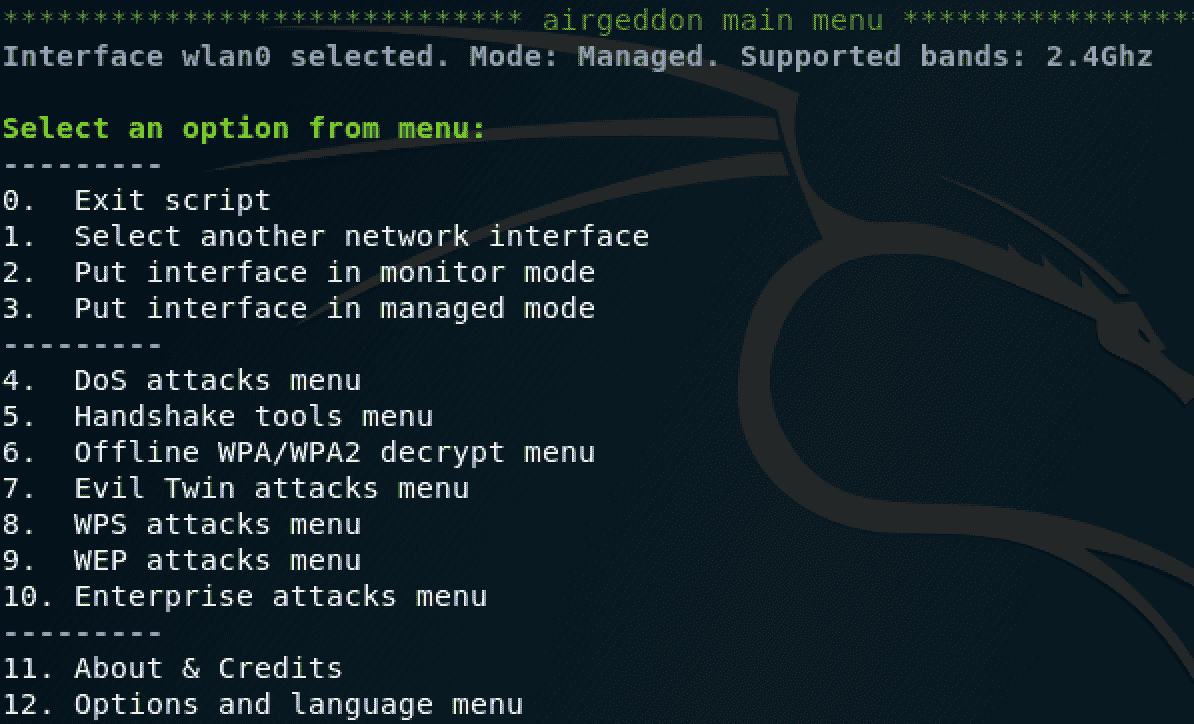 ***************************** airgeddon main menu ****************
Interface wlan0 selected. Mode: Managed. Supported bands: 2.4Ghz
Select an option from menu:
---------
0.  Exit script
1.  Select another network interface
2.  Put interface in monitor mode
3.  Put interface in managed mode
---------
4.  DoS attacks menu
5.  Handshake tools menu
6.  Offline WPA/WPA2 decrypt menu
7.  Evil Twin attacks menu
8.  WPS attacks menu
9.  WEP attacks menu
10. Enterprise attacks menu
---------
11. About & Credits
12. Options and language menu